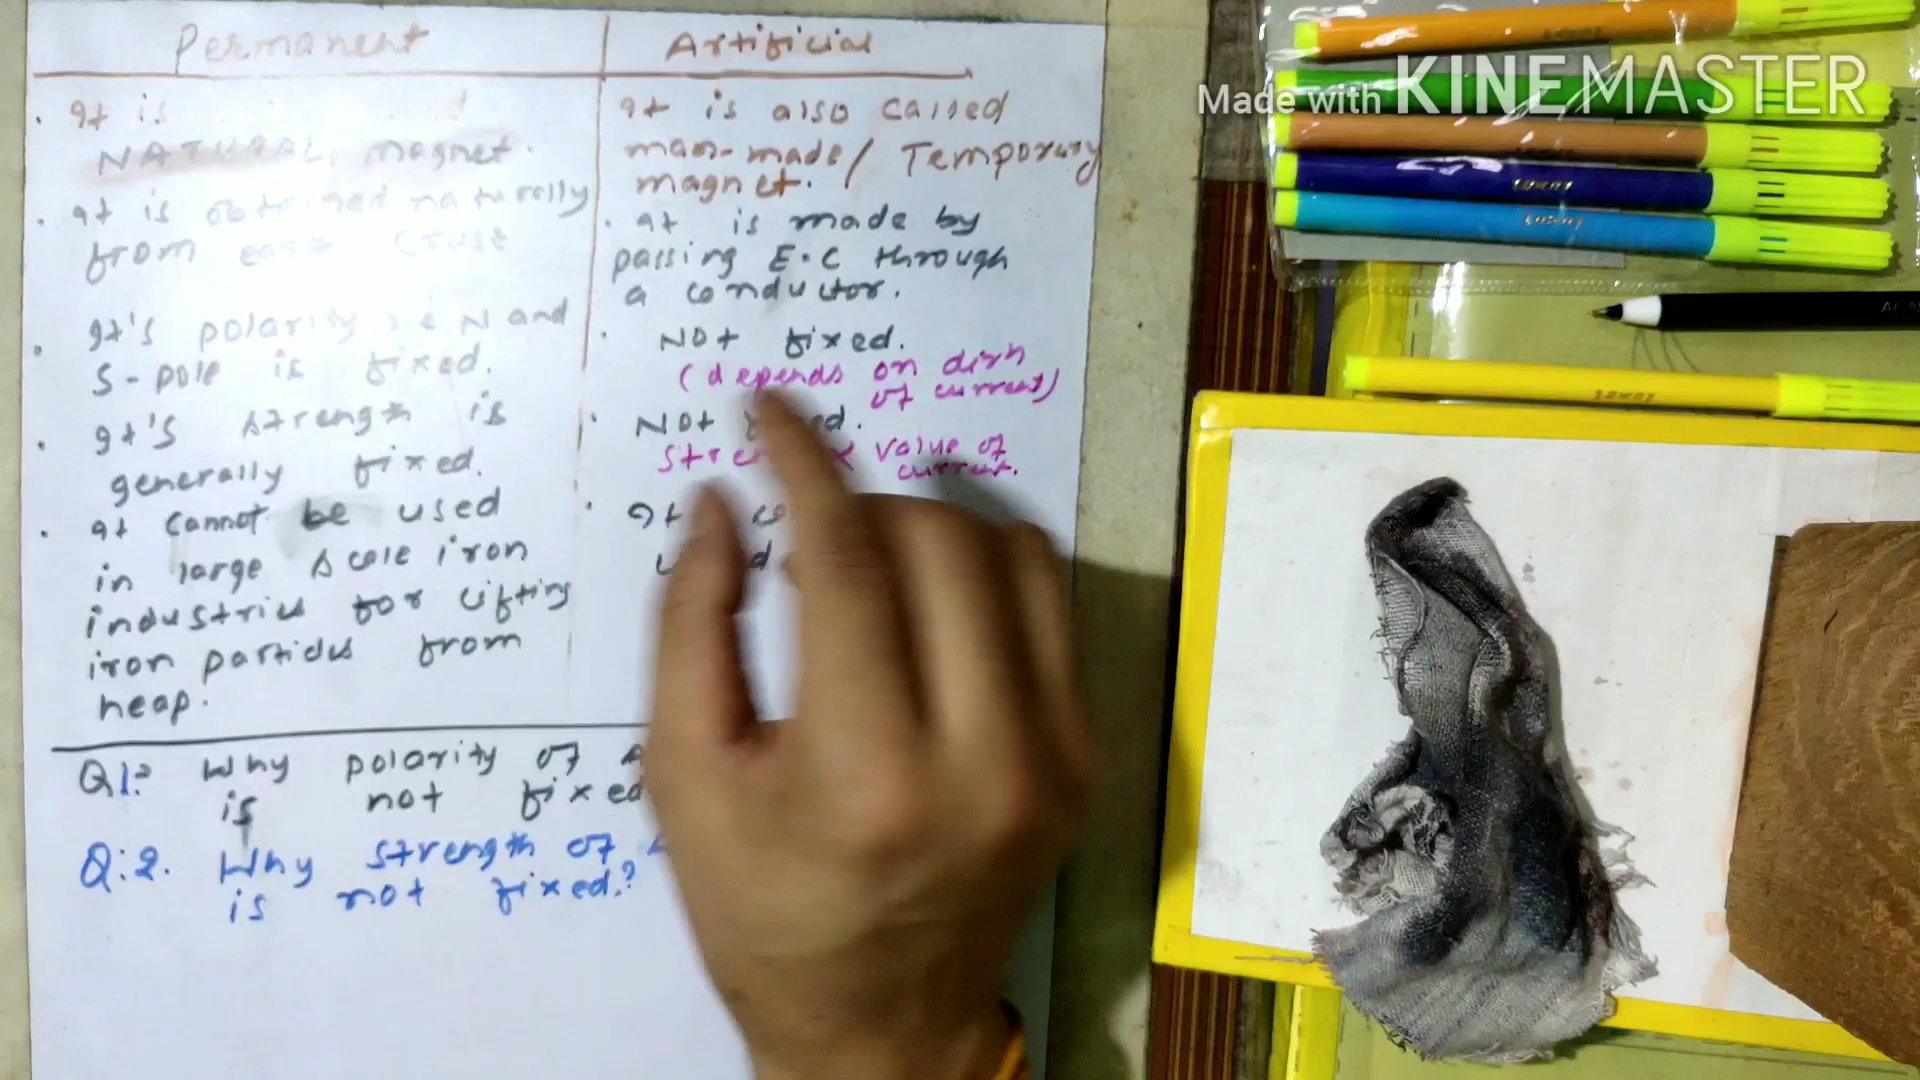 Permanent
Artificial
It is
NATURAL magnet.
It is obtained naturally
from crust
It's polarity i.e N and
S-pole is fixed.
It's strength is
generally fixed.
It cannot be used
in large scale iron
industries for lifting
iron particles from
heap.
It is also called
man-made/ Temporary
magnet.
It is made by
passing E.C through
a conductor.
Not fixed.
(depends on dirn
of current)
Not
value of
current.
It
Q1: Why polarity of
is not fixed
Q:2. Why strength of
is not fixed?
Made with KINEMASTER